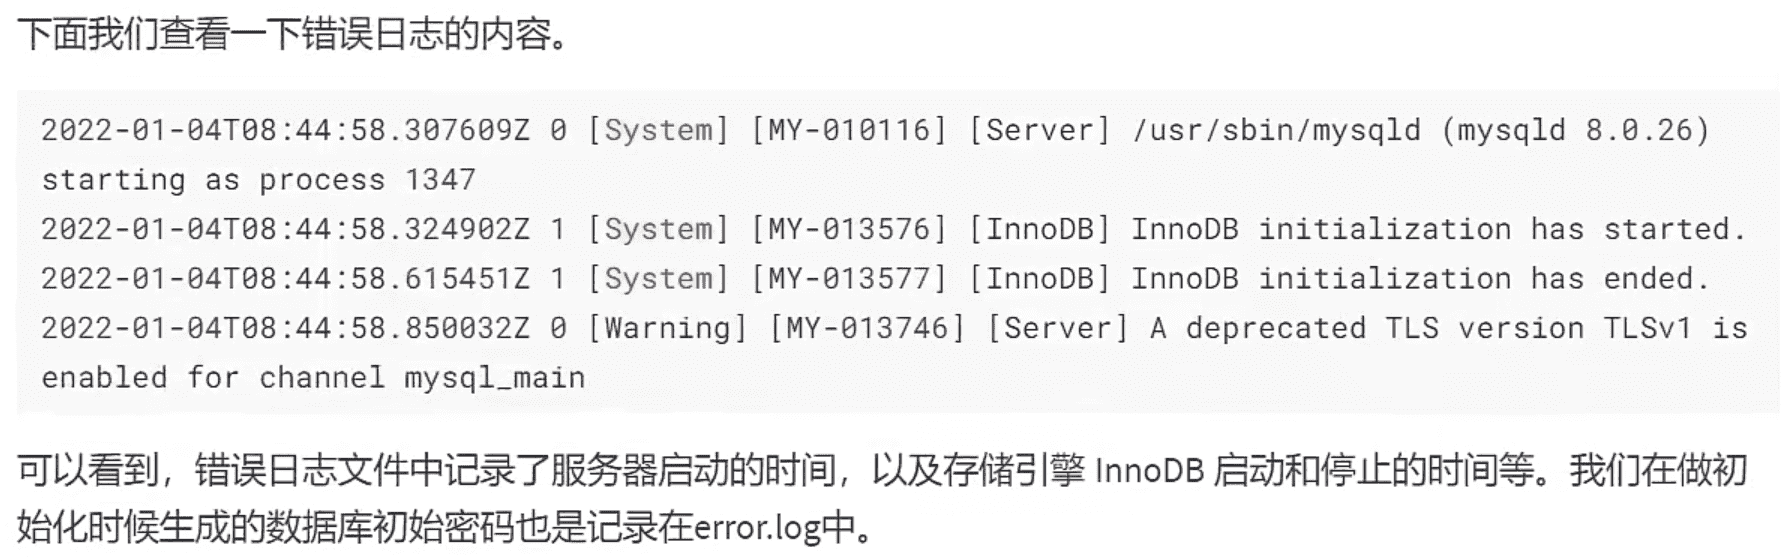 下面我们查看一下错误日志的内容。
2022-01-04T08:44:58.307609Z 0 [System] [MY-010116] [Server] /usr/sbin/mysqld (mysqld 8.0.26)
starting as process 1347
2022-01-04T08:44:58.324902Z 1 [System] [MY-013576] [InnoDB] InnoDB initialization has started.
2022-01-04T08:44:58.615451Z 1 [System] [MY-013577] [InnoDB] InnoDB initialization has ended.
2022-01-04T08:44:58.850032Z 0 [Warning] [MY-013746] [Server] A deprecated TLS version TLSv1 is
enabled for channel mysql_main
可以看到，错误日志文件中记录了服务器启动的时间，以及存储引擎 InnoDB 启动和停止的时间等。我们在做初
始化时候生成的数据库初始密码也是记录在error.log中。